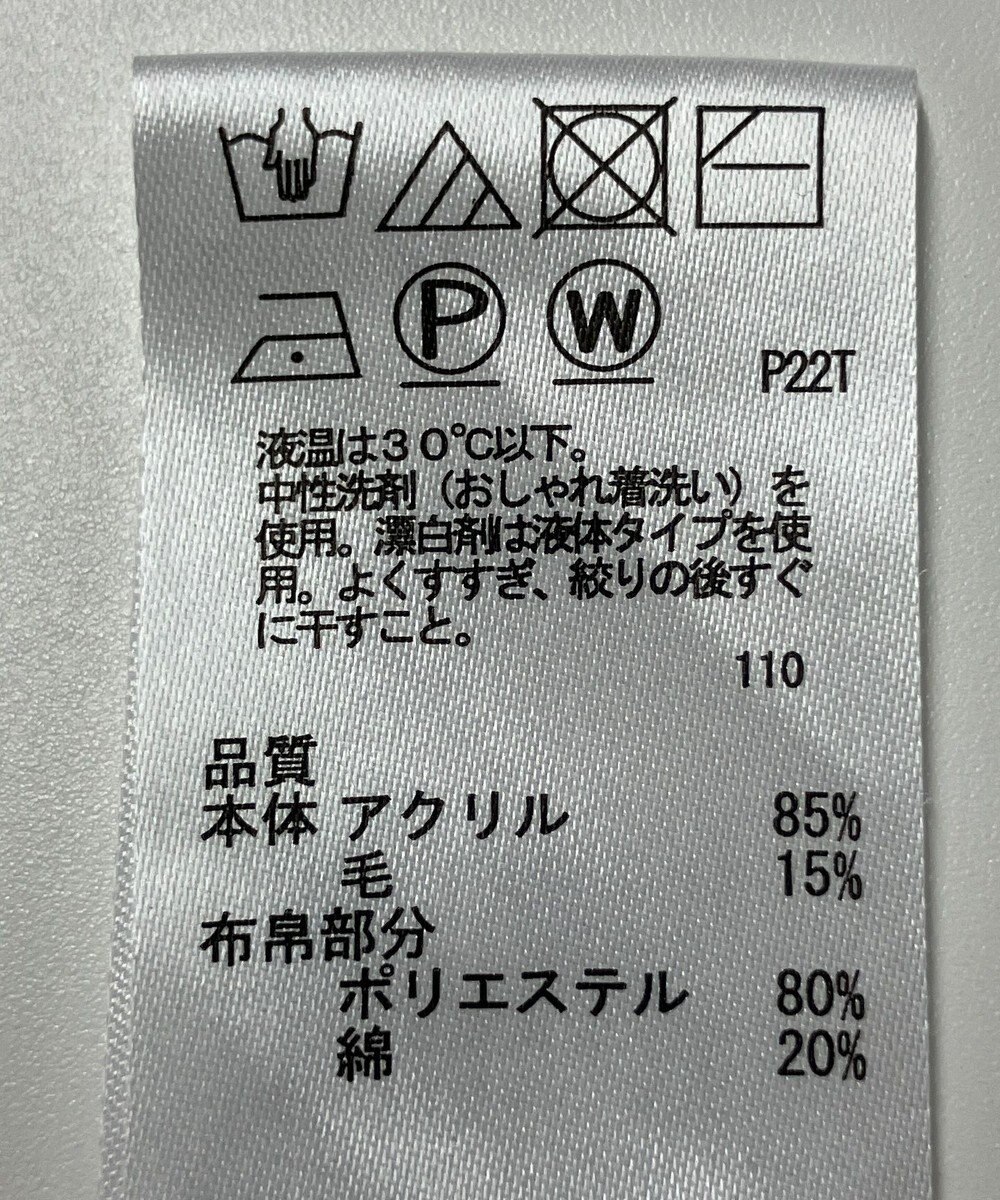 P W
P22T
液温は30℃以下。
中性洗剤（おしゃれ着洗い）を
使用。漂白剤は液体タイプを使
用。よくすすぎ、絞りの後すぐ
に干すこと。
110
品質
本体 アクリル 85%
毛 15%
布帛部分
ポリエステル 80%
綿 20%